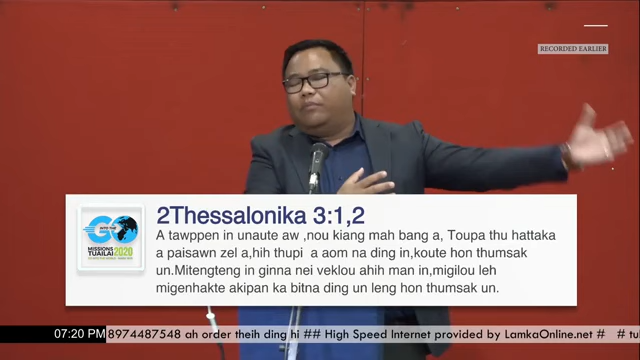 RECORDED EARLIER
2Thessalonika 3:1,2
A tawppen in unaute aw ,nou kiang mah bang a, Toupa thu hattaka
a paisawn zel a,hih thupi a aom na ding in,koute hon thumsak
un.Mitengteng in ginna nei veklou ahih man in,migilou leh
migenhakte akipan ka bitna ding un leng hon thumsak un.
GO
MISSIONS
TUAILAI 2020
07:20 PM 8974487548 ah order theih ding hi ## High Speed Internet provided by LamkaOnline.net # # tu